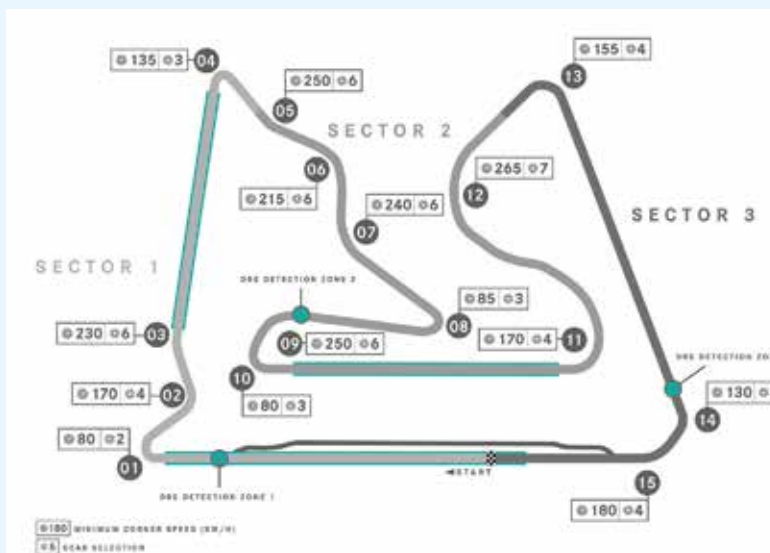 135 3 04
155 4
13
250 6
05
SECTOR 2
265 7
06
12
215 6
240 6
07
SECTOR 3
SECTOR 1
DRS DETECTION ZONE 2
85 3
08
230 6 03
170 4 11
09 250 6
DRS DETECTION ZO
10
170 4 02
80 3
130
14
80 2
01
START
15
DRS DETECTION ZONE 1
180 4
180 MINIMUM CORNER SPEED (KM/H)
6 GEAR SELECTION